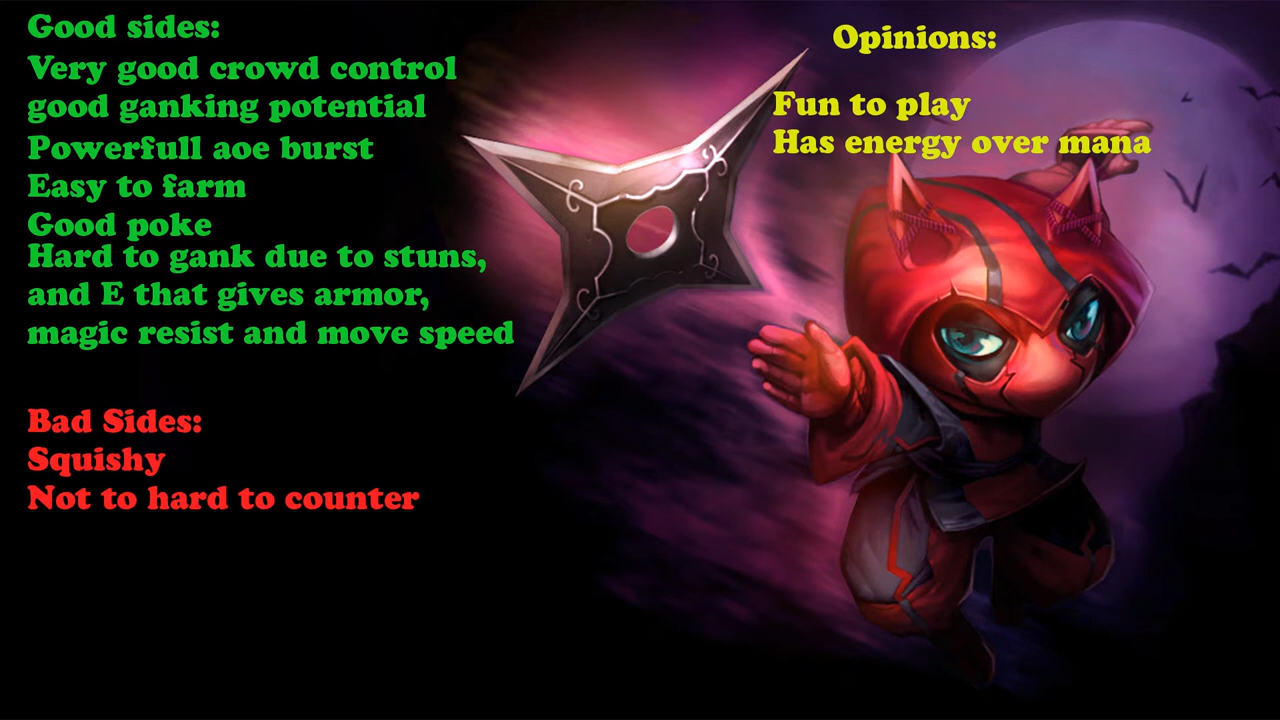 Good sides:
Very good crowd control
good ganking potential
Powerfull aoe burst
Easy to farm
Good poke
Hard to gank due to stuns,
and E that gives armor,
magic resist and move speed
Bad Sides:
Squishy
Not to hard to counter
Opinions:
Fun to play
Has energy over mana